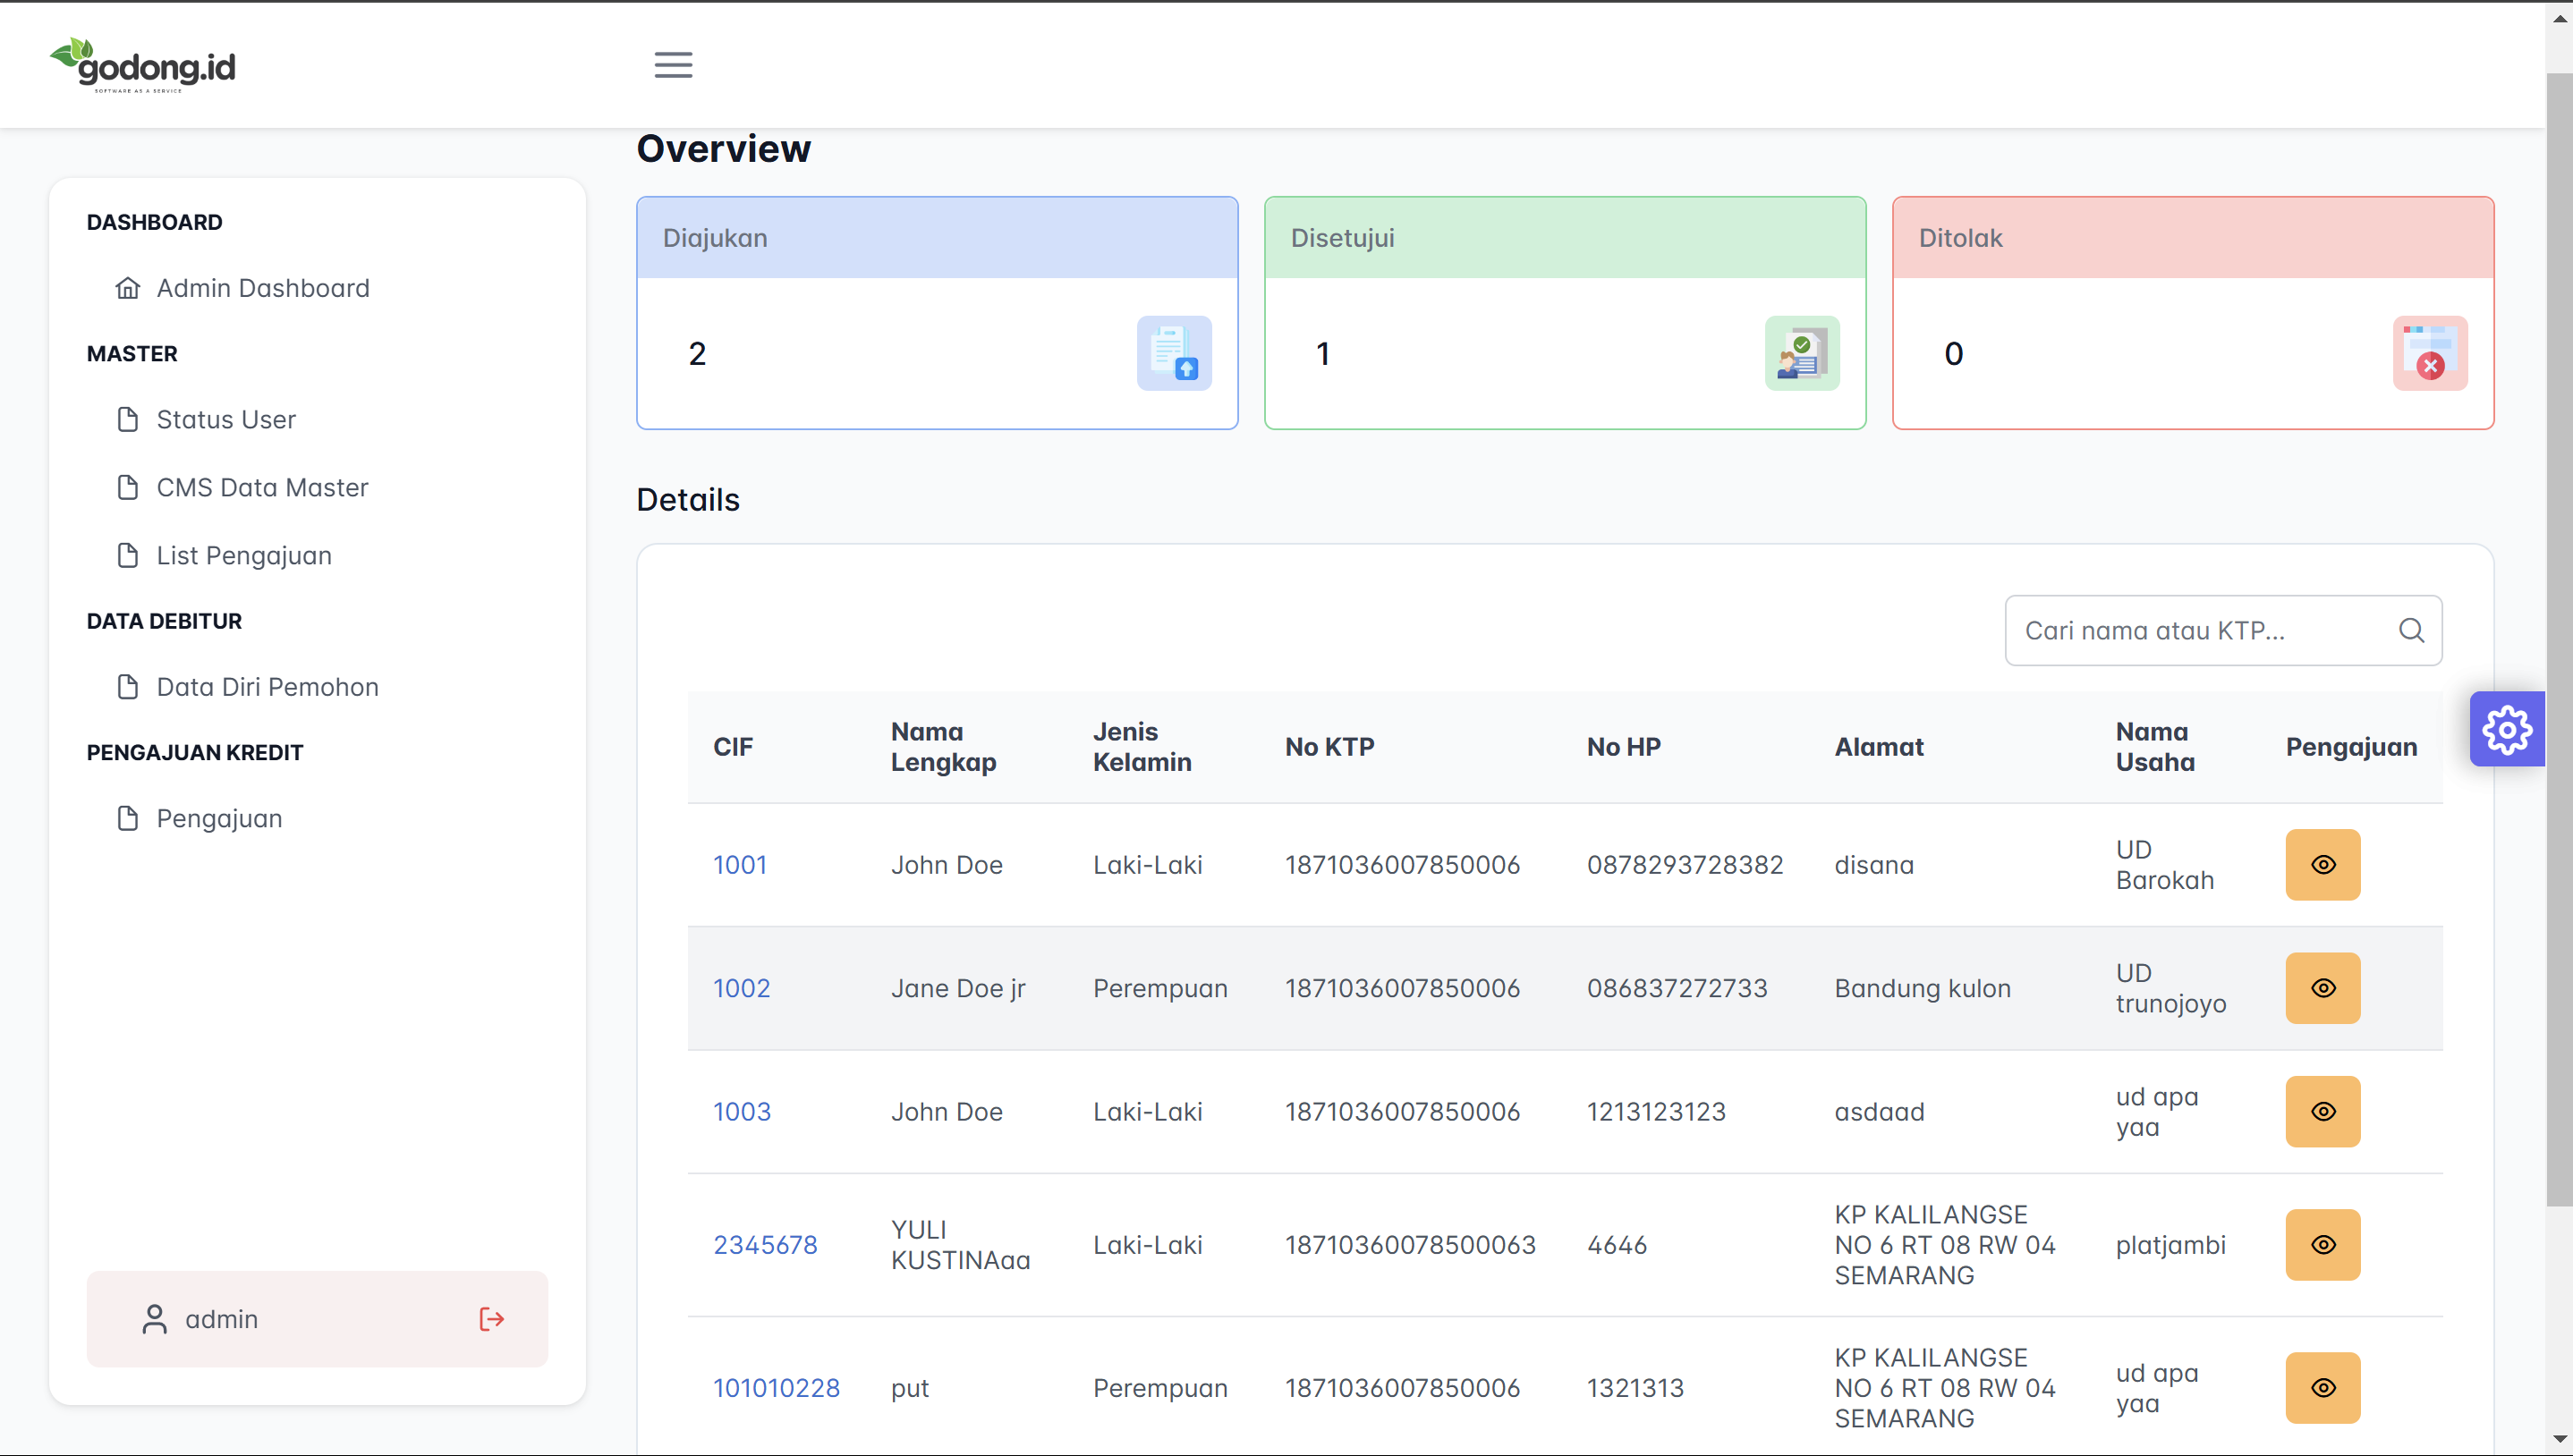 godong.id
SOFTWARE AS A SERVICE
DASHBOARD
Admin Dashboard
MASTER
Status User
CMS Data Master
List Pengajuan
DATA DEBITUR
Data Diri Pemohon
PENGAJUAN KREDIT
Pengajuan
admin
Overview
Diajukan
2
Disetujui
1
Ditolak
0
Details
Cari nama atau KTP...
CIF Nama Lengkap Jenis Kelamin No KTP No HP Alamat Nama Usaha Pengajuan
1001 John Doe Laki-Laki 1871036007850006 0878293728382 disana UD Barokah
1002 Jane Doe jr Perempuan 1871036007850006 086837272733 Bandung kulon UD trunojoyo
1003 John Doe Laki-Laki 1871036007850006 1213123123 asdaad ud apa yaa
2345678 YULI KUSTINAaa Laki-Laki 18710360078500063 4646 KP KALILANGSE NO 6 RT 08 RW 04 SEMARANG platjambi
101010228 put Perempuan 1871036007850006 1321313 KP KALILANGSE NO 6 RT 08 RW 04 SEMARANG ud apa yaa